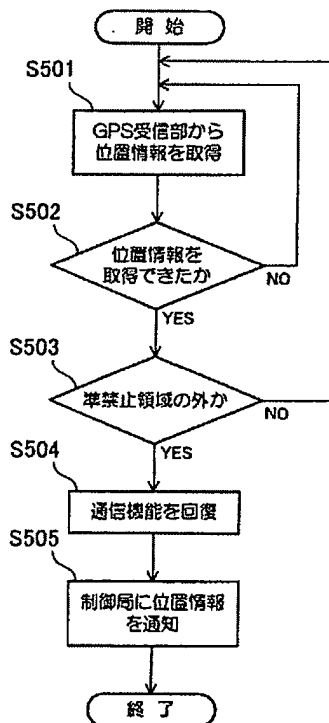 開始
S501
GPS受信部から
位置情報を取得
S502
位置情報を
取得できたか
NO
YES
S503
準禁止領域の外か
NO
YES
S504
通信機能を回復
S505
制御局に位置情報
を通知
終了